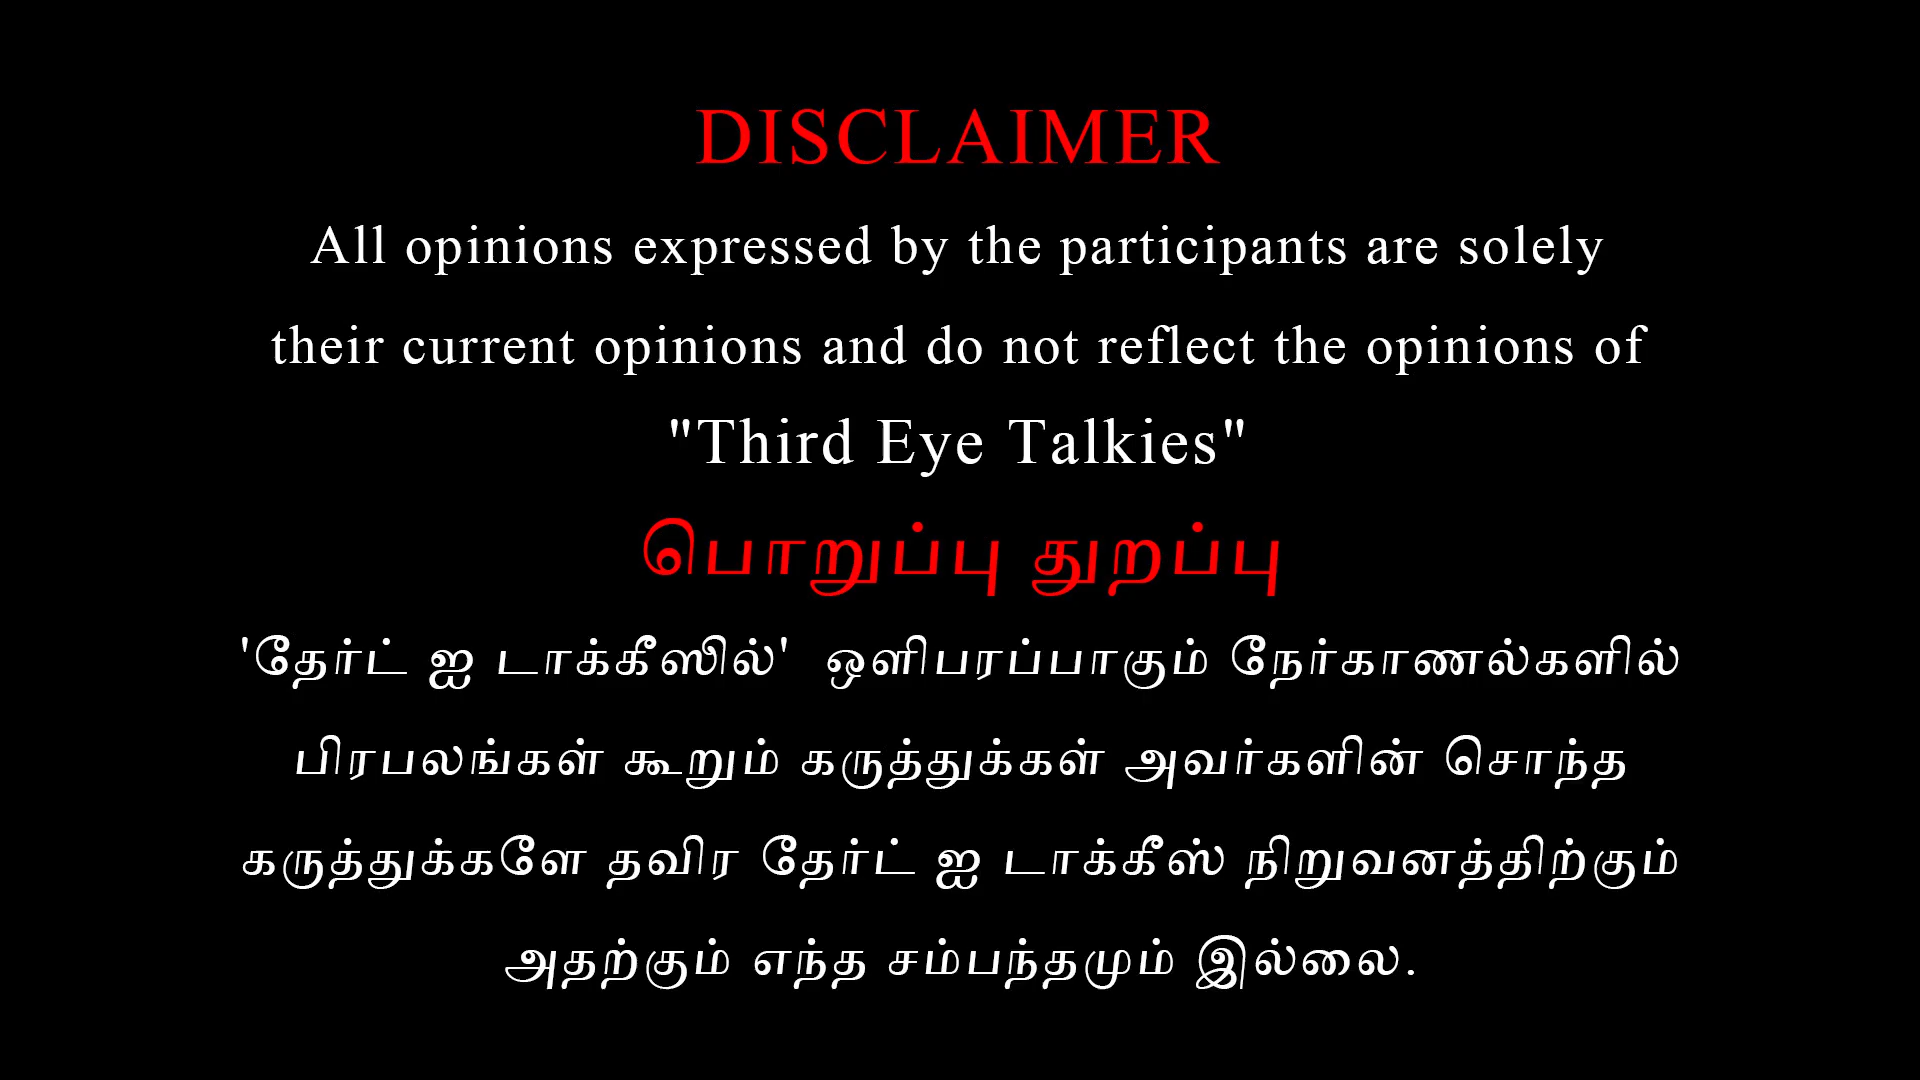 DISCLAIMER
All opinions expressed by the participants are solely
their current opinions and do not reflect the opinions of
"Third Eye Talkies"
பொறுப்பு துறப்பு
'தேர்ட் ஐ டாக்கீஸில்' ஒளிபரப்பாகும் நேர்காணல்களில்
பிரபலங்கள் கூறும் கருத்துக்கள் அவர்களின் சொந்த
கருத்துக்களே தவிர தேர்ட் ஐ டாக்கீஸ் நிறுவனத்திற்கும்
அதற்கும் எந்த சம்பந்தமும் இல்லை.